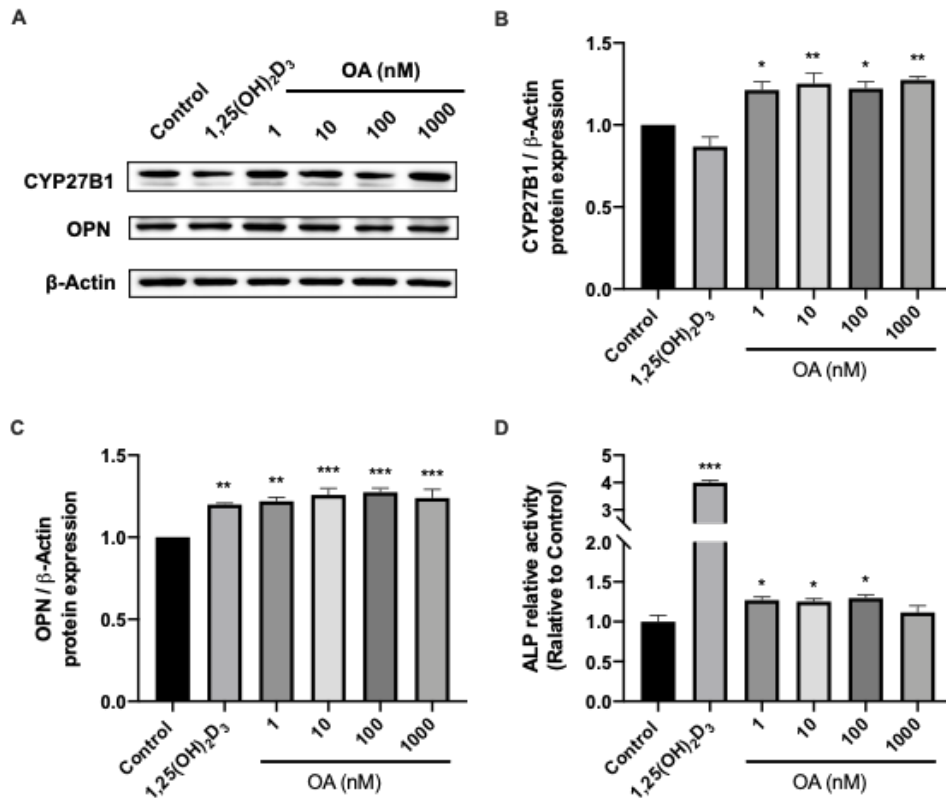 A
Control
1,25(OH)₂D₃
OA (nM)
1
10
100
1000
CYP27B1
OPN
β-Actin
B
CYP27B1 / β-Actin
protein expression
1.5
1.0
0.5
0.0
*
**
*
**
Control
1,25(OH)₂D₃
1
10
100
1000
OA (nM)
C
OPN / β-Actin
protein expression
1.5
1.0
0.5
0.0
**
**
***
***
***
Control
1,25(OH)₂D₃
1
10
100
1000
OA (nM)
D
ALP relative activity
(Ralative to Control)
5
4
3
2.0
1.5
1.0
0.5
0.0
***
*
*
*
Control
1,25(OH)₂D₃
1
10
100
1000
OA (nM)